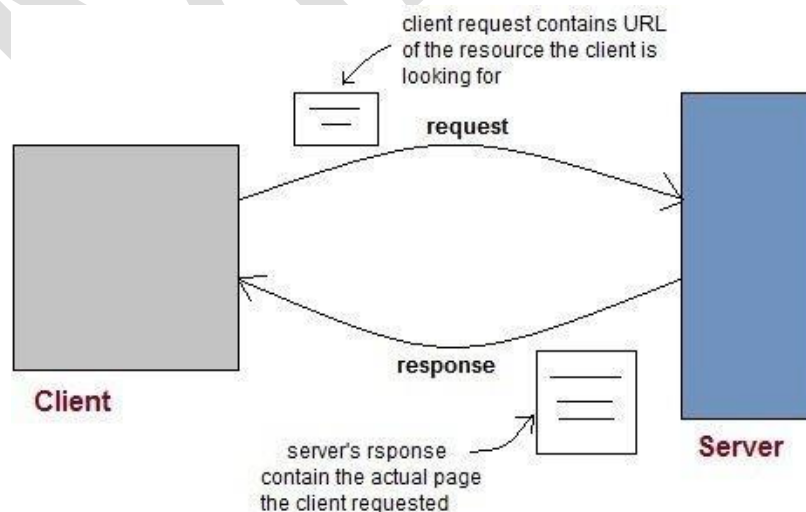 client request contains URL
of the resource the client is
looking for
request
response
Client
Server
server's rsponse
contain the actual page
the client requested